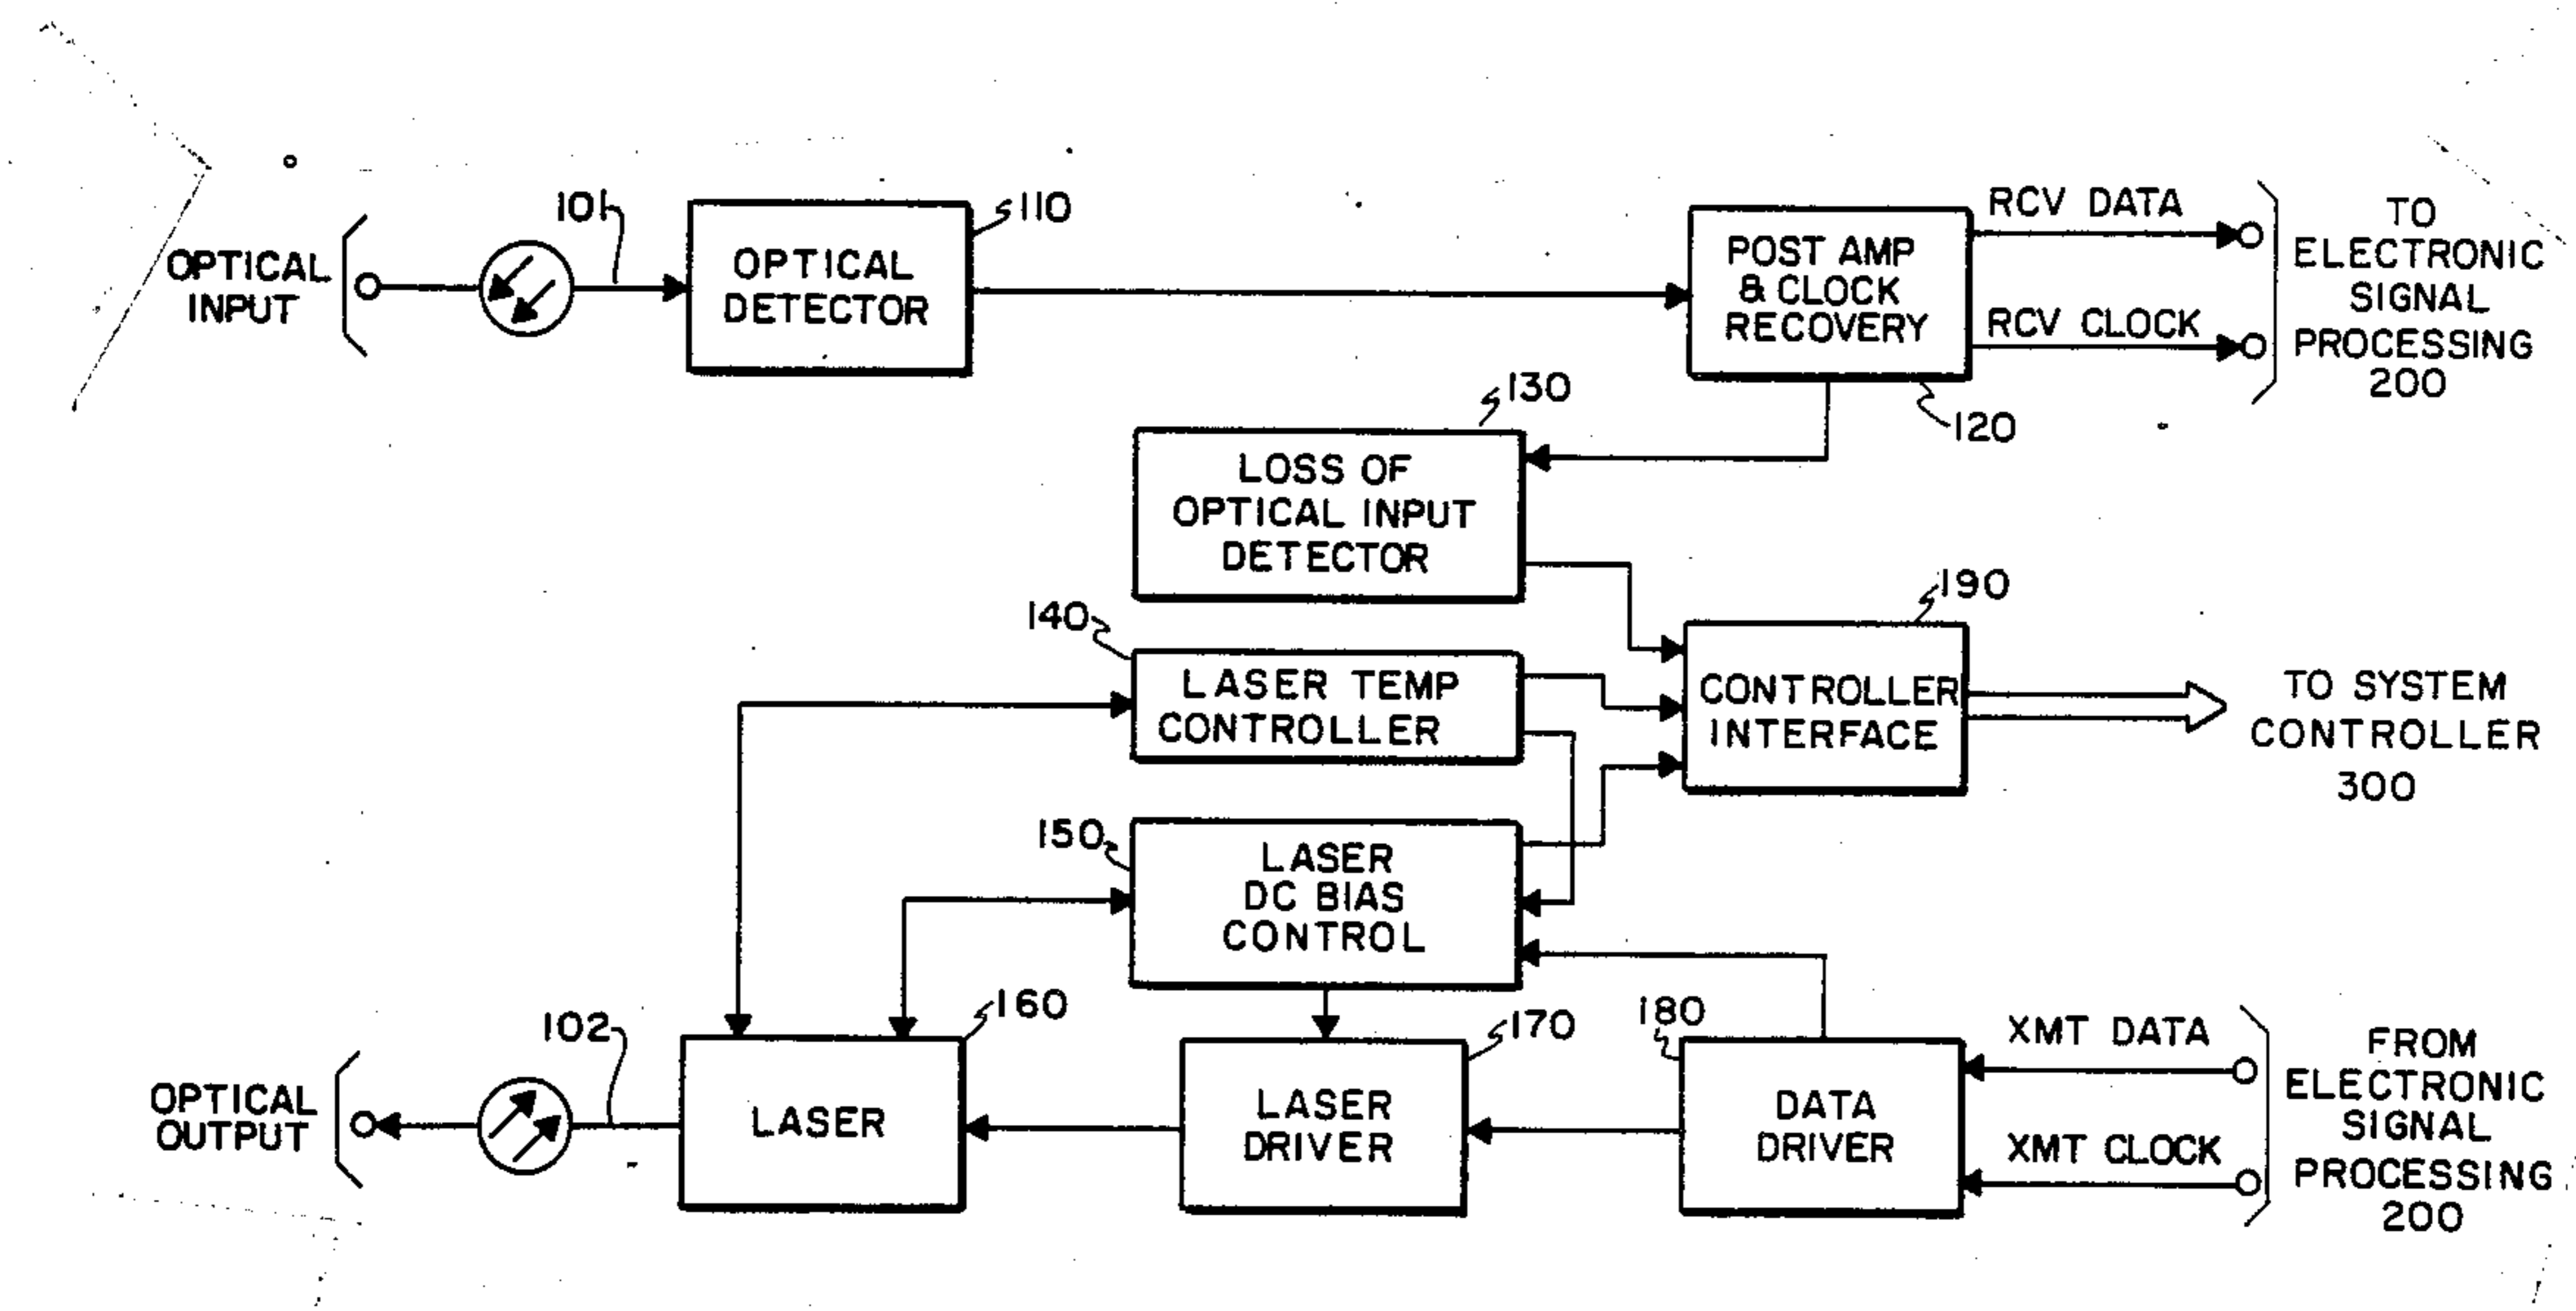 OPTICAL
INPUT
101
OPTICAL
DETECTOR
110
POST AMP
& CLOCK
RECOVERY
120
RCV DATA
RCV CLOCK
TO
ELECTRONIC
SIGNAL
PROCESSING
200
LOSS OF
OPTICAL INPUT
DETECTOR
130
140
LASER TEMP
CONTROLLER
190
CONTROLLER
INTERFACE
TO SYSTEM
CONTROLLER
300
150
LASER
DC BIAS
CONTROL
OPTICAL
OUTPUT
102
LASER
160
LASER
DRIVER
170
180
DATA
DRIVER
XMT DATA
XMT CLOCK
FROM
ELECTRONIC
SIGNAL
PROCESSING
200